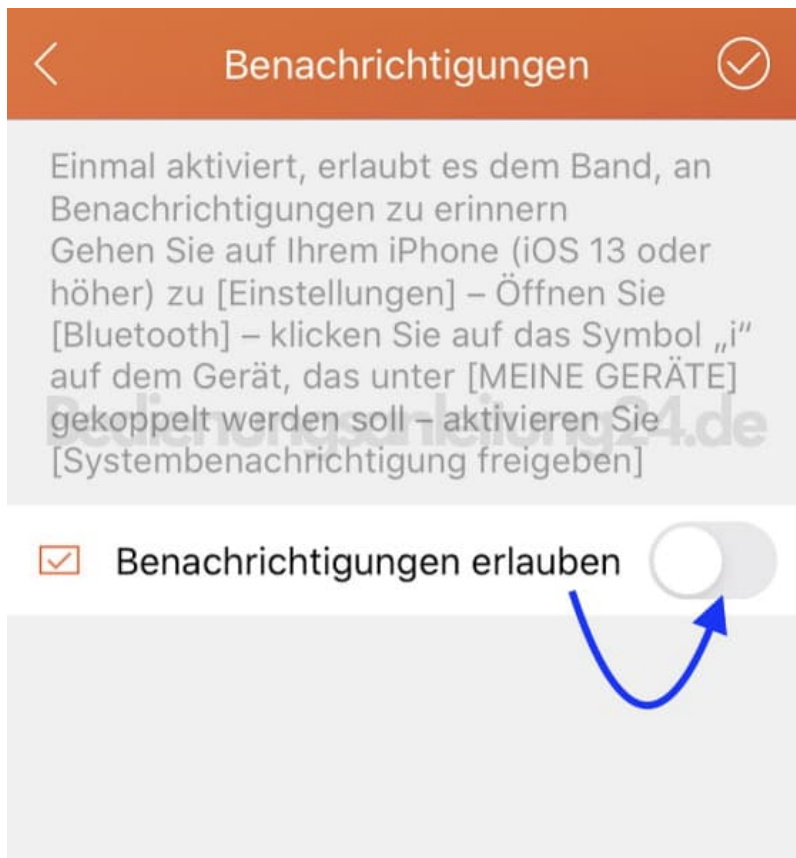 Benachrichtigungen
Einmal aktiviert, erlaubt es dem Band, an
Benachrichtigungen zu erinnern
Gehen Sie auf Ihrem iPhone (iOS 13 oder
höher) zu [Einstellungen] – Öffnen Sie
[Bluetooth] – klicken Sie auf das Symbol „i“
auf dem Gerät, das unter [MEINE GERÄTE]
gekoppelt werden soll – aktivieren Sie
Bedienungsanleitung24.de
[Systembenachrichtigung freigeben]
Benachrichtigungen erlauben